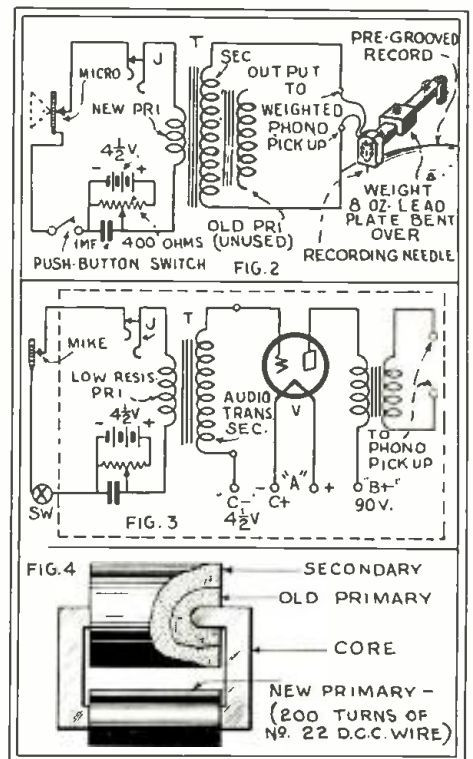 PRE-GROOVED
RECORD
T
SEC
MICRO
J
OUTPUT
TO
WEIGHTED
PHONO
PICK UP
NEW PRI
4½V.
- +
1MF
400 OHMS
OLD PRI
(UNUSED)
WEIGHT
8 OZ. LEAD
PLATE BENT
OVER
RECORDING NEEDLE
PUSH-BUTTON SWITCH
FIG. 2
MIKE
J
T
LOW RESIS.
PRI
4½V
- +
AUDIO
TRANS.
SEC.
V
TO
PHONO
PICK UP
SW
FIG. 3
C-
4½V
- "A" +
C+
"B+"
90V.
FIG. 4
SECONDARY
OLD PRIMARY
CORE
NEW PRIMARY-
(200 TURNS OF
No. 22 D.C.C. WIRE)